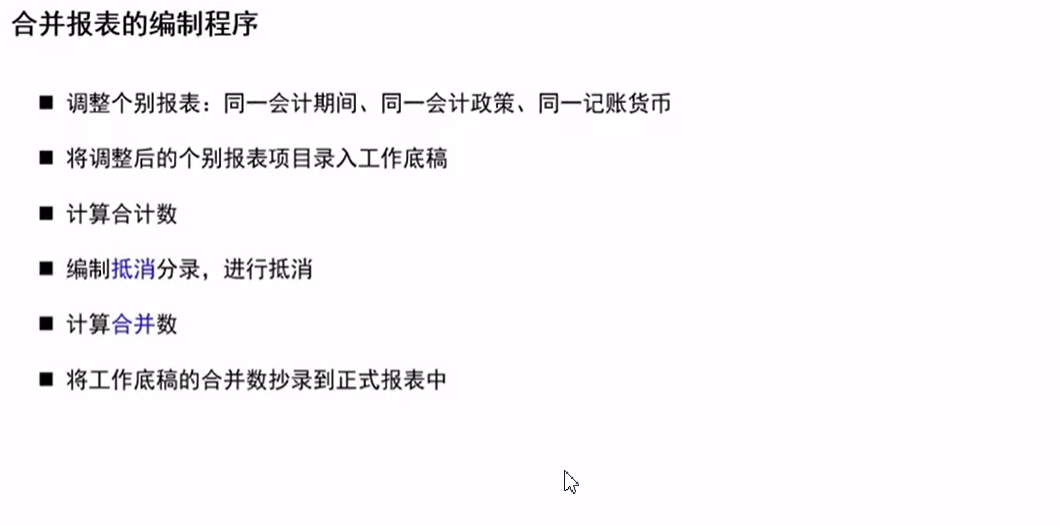 合并报表的编制程序
■ 调整个别报表：同一会计期间、同一会计政策、同一记账货币
■ 将调整后的个别报表项目录入工作底稿
■ 计算合计数
■ 编制抵消分录，进行抵消
■ 计算合并数
■ 将工作底稿的合并数抄录到正式报表中